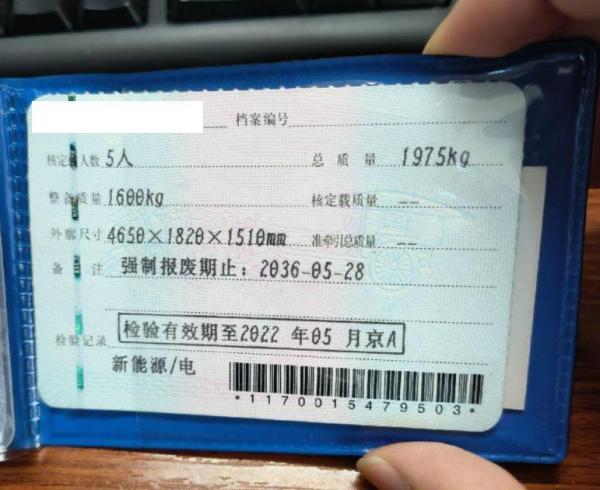 档案编号
核定载人数 5人 总质量 1975kg
整备质量 1600kg 核定载质量 --
外廓尺寸 4650×1820×1510mm 准牵引总质量 --
备注 强制报废期止：2036-05-28
检验记录 检验有效期至2022 年05 月京A
新能源/电
*1170015479503*